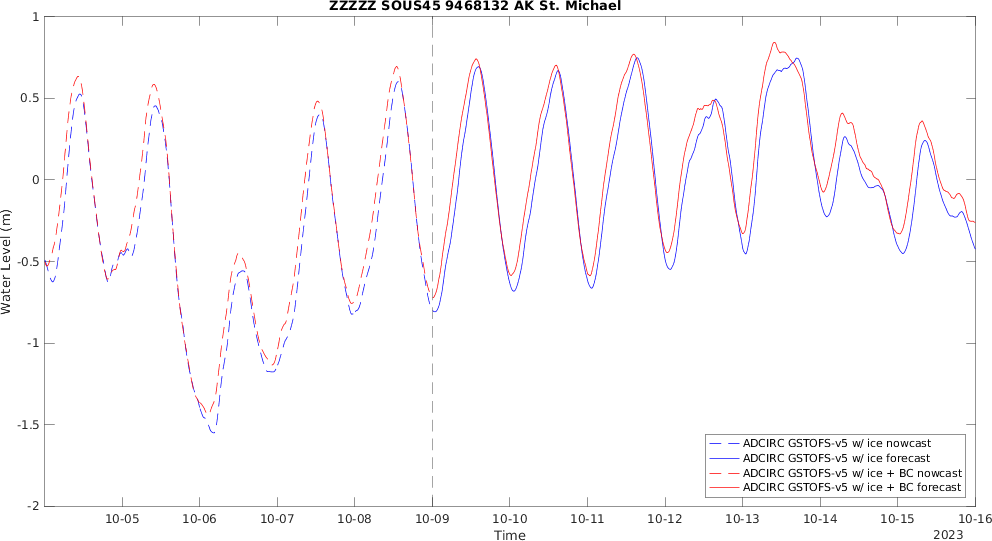 ZZZZZ SOUS45 9468132 AK St. Michael
Water Level (m)
1
0.5
0
-0.5
-1
-1.5
-2
10-05 10-06 10-07 10-08 10-09 10-10 10-11 10-12 10-13 10-14 10-15 10-16
Time
2023
ADCIRC GSTOFS-v5 w/ ice nowcast
ADCIRC GSTOFS-v5 w/ ice forecast
ADCIRC GSTOFS-v5 w/ ice + BC nowcast
ADCIRC GSTOFS-v5 w/ ice + BC forecast